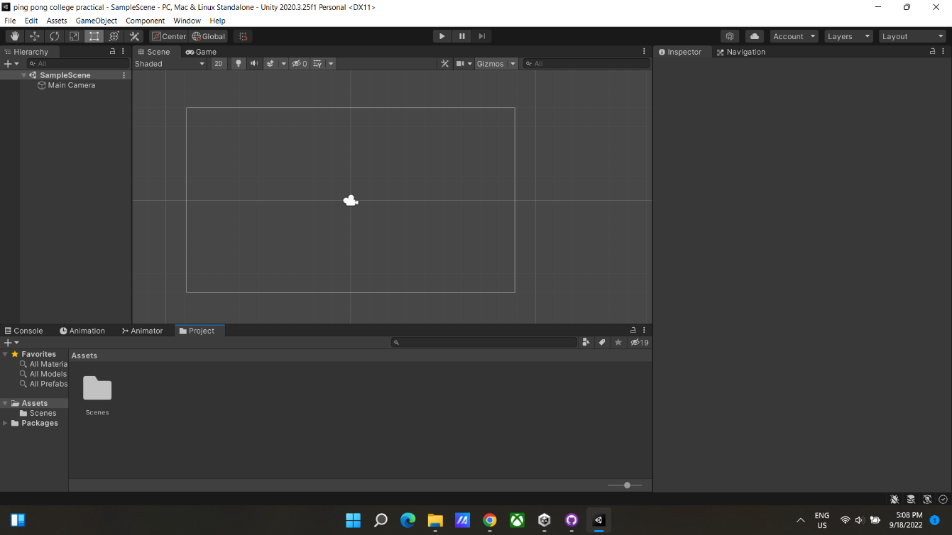 ping pong college practical - SampleScene - PC, Mac & Linux Standalone - Unity 2020.3.25f1 Personal <DX11>
File Edit Assets GameObject Component Window Help
Center Global Account Layers Layout
Hierarchy Scene Game Inspector Navigation
All Shaded 2D 0 Gizmos All
SampleScene
Main Camera
Console Animation Animator Project
19
Favorites Assets
All Materia
All Models
All Prefabs
Assets
Scenes
Packages
Scenes
ENG
US
5:08 PM
9/18/2022
1